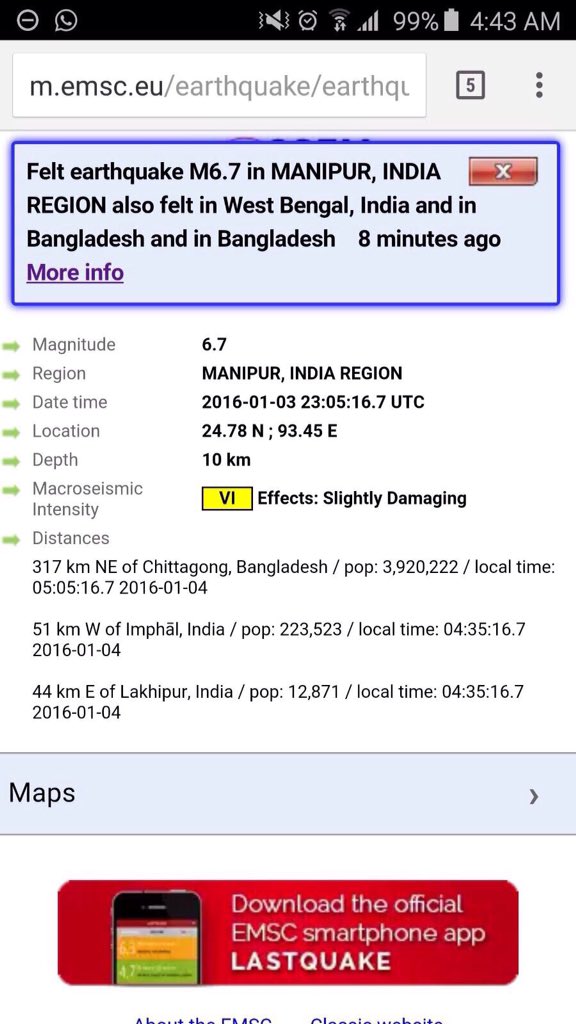 99% 4:43 AM
m.emsc.eu/earthquake/earthqu
5
Felt earthquake M6.7 in MANIPUR, INDIA
REGION also felt in West Bengal, India and in
Bangladesh and in Bangladesh 8 minutes ago
More info
Magnitude 6.7
Region MANIPUR, INDIA REGION
Date time 2016-01-03 23:05:16.7 UTC
Location 24.78 N ; 93.45 E
Depth 10 km
Macroseismic
Intensity
VI Effects: Slightly Damaging
Distances
317 km NE of Chittagong, Bangladesh / pop: 3,920,222 / local time:
05:05:16.7 2016-01-04
51 km W of Imphāl, India / pop: 223,523 / local time: 04:35:16.7
2016-01-04
44 km E of Lakhipur, India / pop: 12,871 / local time: 04:35:16.7
2016-01-04
Maps
6.3
4.7
Download the official
EMSC smartphone app
LASTQUAKE
About the EMSC Classic website